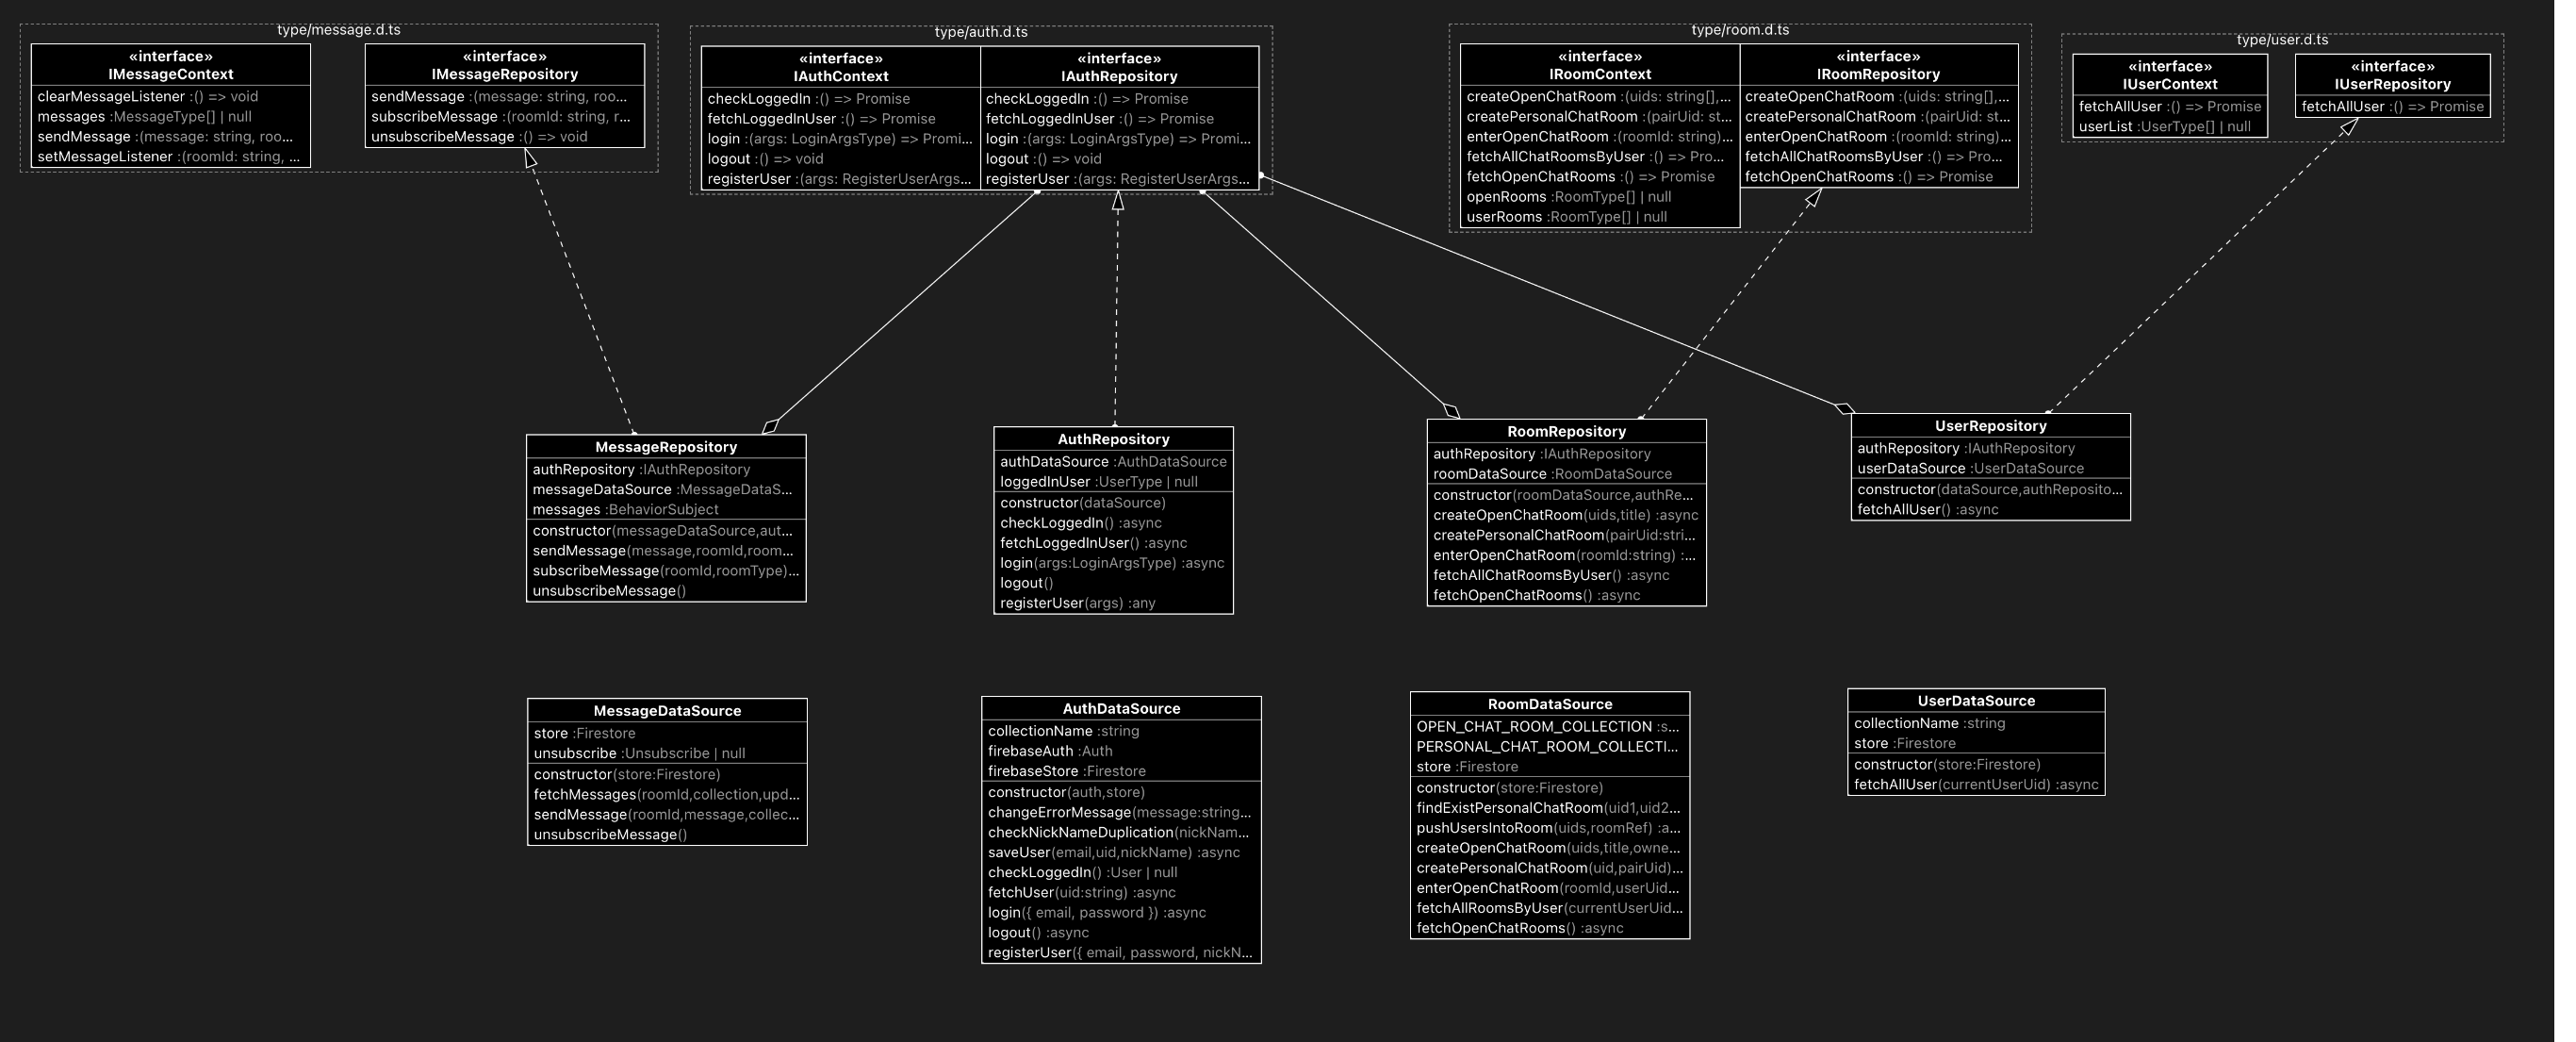 type/message.d.ts
«interface»
IMessageContext
clearMessageListener :() => void
messages :MessageType[] | null
sendMessage :(message: string, roo...
setMessageListener :(roomId: string, ...
«interface»
IMessageRepository
sendMessage :(message: string, roo...
subscribeMessage :(roomId: string, r...
unsubscribeMessage :() => void
type/auth.d.ts
«interface»
IAuthContext
checkLoggedIn :() => Promise
fetchLoggedInUser :() => Promise
login :(args: LoginArgsType) => Promi...
logout :() => void
registerUser :(args: RegisterUserArgs...
«interface»
IAuthRepository
checkLoggedIn :() => Promise
fetchLoggedInUser :() => Promise
login :(args: LoginArgsType) => Promi...
logout :() => void
registerUser :(args: RegisterUserArgs...
type/room.d.ts
«interface»
IRoomContext
createOpenChatRoom :(uids: string[],...
createPersonalChatRoom :(pairUid: st...
enterOpenChatRoom :(roomId: string)...
fetchAllChatRoomsByUser :() => Pro...
fetchOpenChatRooms :() => Promise
openRooms :RoomType[] | null
userRooms :RoomType[] | null
«interface»
IRoomRepository
createOpenChatRoom :(uids: string[],...
createPersonalChatRoom :(pairUid: st...
enterOpenChatRoom :(roomId: string)...
fetchAllChatRoomsByUser :() => Pro...
fetchOpenChatRooms :() => Promise
type/user.d.ts
«interface»
IUserContext
fetchAllUser :() => Promise
userList :UserType[] | null
«interface»
IUserRepository
fetchAllUser :() => Promise
MessageRepository
authRepository :IAuthRepository
messageDataSource :MessageDataS...
messages :BehaviorSubject
constructor(messageDataSource,aut...
sendMessage(message,roomId,room...
subscribeMessage(roomId,roomType)...
unsubscribeMessage()
AuthRepository
authDataSource :AuthDataSource
loggedInUser :UserType | null
constructor(dataSource)
checkLoggedIn() :async
fetchLoggedInUser() :async
login(args:LoginArgsType) :async
logout()
registerUser(args) :any
RoomRepository
authRepository :IAuthRepository
roomDataSource :RoomDataSource
constructor(roomDataSource,authRe...
createOpenChatRoom(uids,title) :async
createPersonalChatRoom(pairUid:stri...
enterOpenChatRoom(roomId:string) :...
fetchAllChatRoomsByUser() :async
fetchOpenChatRooms() :async
UserRepository
authRepository :IAuthRepository
userDataSource :UserDataSource
constructor(dataSource,authReposito...
fetchAllUser() :async
MessageDataSource
store :Firestore
unsubscribe :Unsubscribe | null
constructor(store:Firestore)
fetchMessages(roomId,collection,upd...
sendMessage(roomId,message,collec...
unsubscribeMessage()
AuthDataSource
collectionName :string
firebaseAuth :Auth
firebaseStore :Firestore
constructor(auth,store)
changeErrorMessage(message:string...
checkNickNameDuplication(nickNam...
saveUser(email,uid,nickName) :async
checkLoggedIn() :User | null
fetchUser(uid:string) :async
login({ email, password }) :async
logout() :async
registerUser({ email, password, nickN...
RoomDataSource
OPEN_CHAT_ROOM_COLLECTION :s...
PERSONAL_CHAT_ROOM_COLLECTI...
store :Firestore
constructor(store:Firestore)
findExistPersonalChatRoom(uid1,uid2...
pushUsersIntoRoom(uids,roomRef) :a...
createOpenChatRoom(uids,title,owne...
createPersonalChatRoom(uid,pairUid)...
enterOpenChatRoom(roomId,userUid...
fetchAllRoomsByUser(currentUserUid...
fetchOpenChatRooms() :async
UserDataSource
collectionName :string
store :Firestore
constructor(store:Firestore)
fetchAllUser(currentUserUid) :async